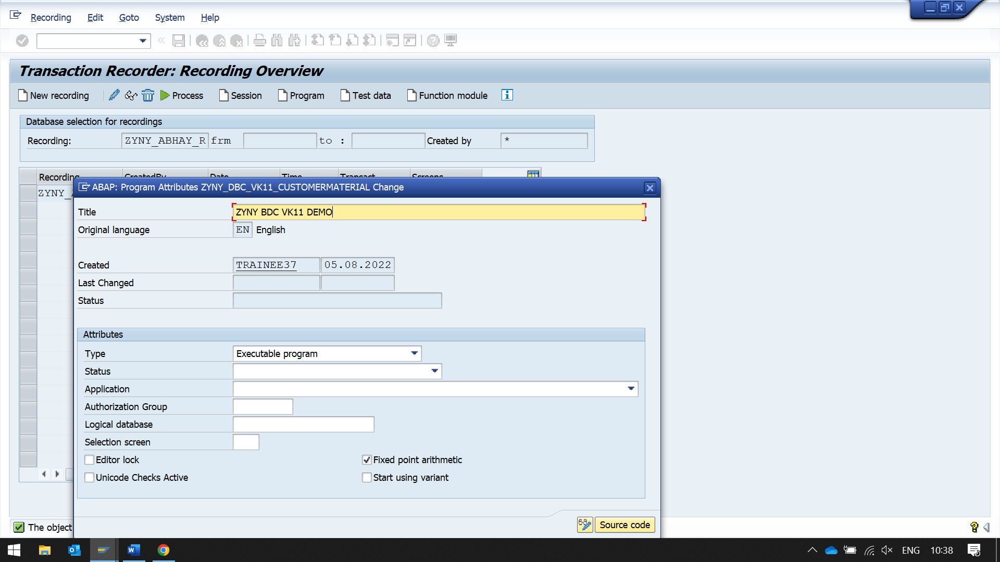 Recording Edit Goto System Help
Transaction Recorder: Recording Overview
New recording Process Session Program Test data Function module
Database selection for recordings
Recording: ZYNY_ABHAY_R frm to : Created by *
Recording CreatedBy Date Time Transact. Screens
ZYNY_
ABAP: Program Attributes ZYNY_DBC_VK11_CUSTOMERMATERIAL Change
Title ZYNY BDC VK11 DEMO
Original language EN English
Created TRAINEE37 05.08.2022
Last Changed
Status
Attributes
Type Executable program
Status
Application
Authorization Group
Logical database
Selection screen
Editor lock Fixed point arithmetic
Unicode Checks Active Start using variant
Source code
The object
ENG 10:38